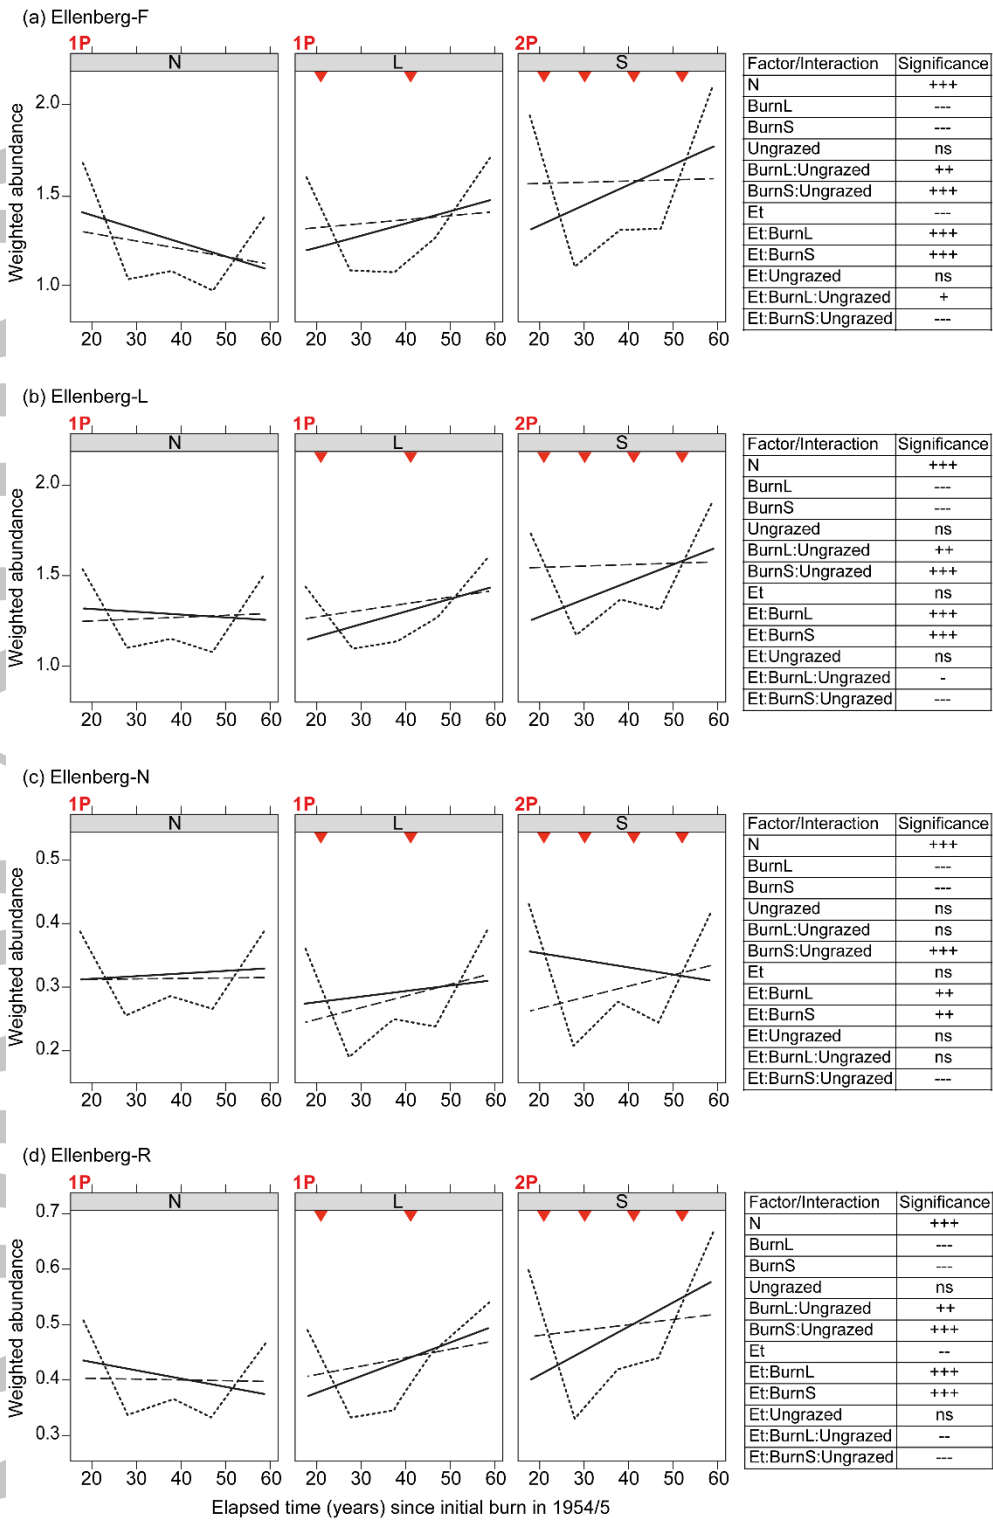 (a) Ellenberg-F
1P 1P 2P
N L S
Weighted abundance
2.0
1.5
1.0
20 30 40 50 60 20 30 40 50 60 20 30 40 50 60
Factor/Interaction Significance
N +++
BurnL ---
BurnS ---
Ungrazed ns
BurnL:Ungrazed ++
BurnS:Ungrazed +++
Et ---
Et:BurnL +++
Et:BurnS +++
Et:Ungrazed ns
Et:BurnL:Ungrazed +
Et:BurnS:Ungrazed ---
(b) Ellenberg-L
1P 1P 2P
N L S
Weighted abundance
2.0
1.5
1.0
20 30 40 50 60 20 30 40 50 60 20 30 40 50 60
Factor/Interaction Significance
N +++
BurnL ---
BurnS ---
Ungrazed ns
BurnL:Ungrazed ++
BurnS:Ungrazed +++
Et ns
Et:BurnL +++
Et:BurnS +++
Et:Ungrazed ns
Et:BurnL:Ungrazed -
Et:BurnS:Ungrazed ---
(c) Ellenberg-N
1P 1P 2P
N L S
Weighted abundance
0.5
0.4
0.3
0.2
20 30 40 50 60 20 30 40 50 60 20 30 40 50 60
Factor/Interaction Significance
N +++
BurnL ---
BurnS ---
Ungrazed ns
BurnL:Ungrazed ns
BurnS:Ungrazed +++
Et ns
Et:BurnL ++
Et:BurnS ++
Et:Ungrazed ns
Et:BurnL:Ungrazed ns
Et:BurnS:Ungrazed ---
(d) Ellenberg-R
1P 1P 2P
N L S
Weighted abundance
0.7
0.6
0.5
0.4
0.3
20 30 40 50 60 20 30 40 50 60 20 30 40 50 60
Factor/Interaction Significance
N +++
BurnL ---
BurnS ---
Ungrazed ns
BurnL:Ungrazed ++
BurnS:Ungrazed +++
Et --
Et:BurnL +++
Et:BurnS +++
Et:Ungrazed ns
Et:BurnL:Ungrazed --
Et:BurnS:Ungrazed ---
Elapsed time (years) since initial burn in 1954/5